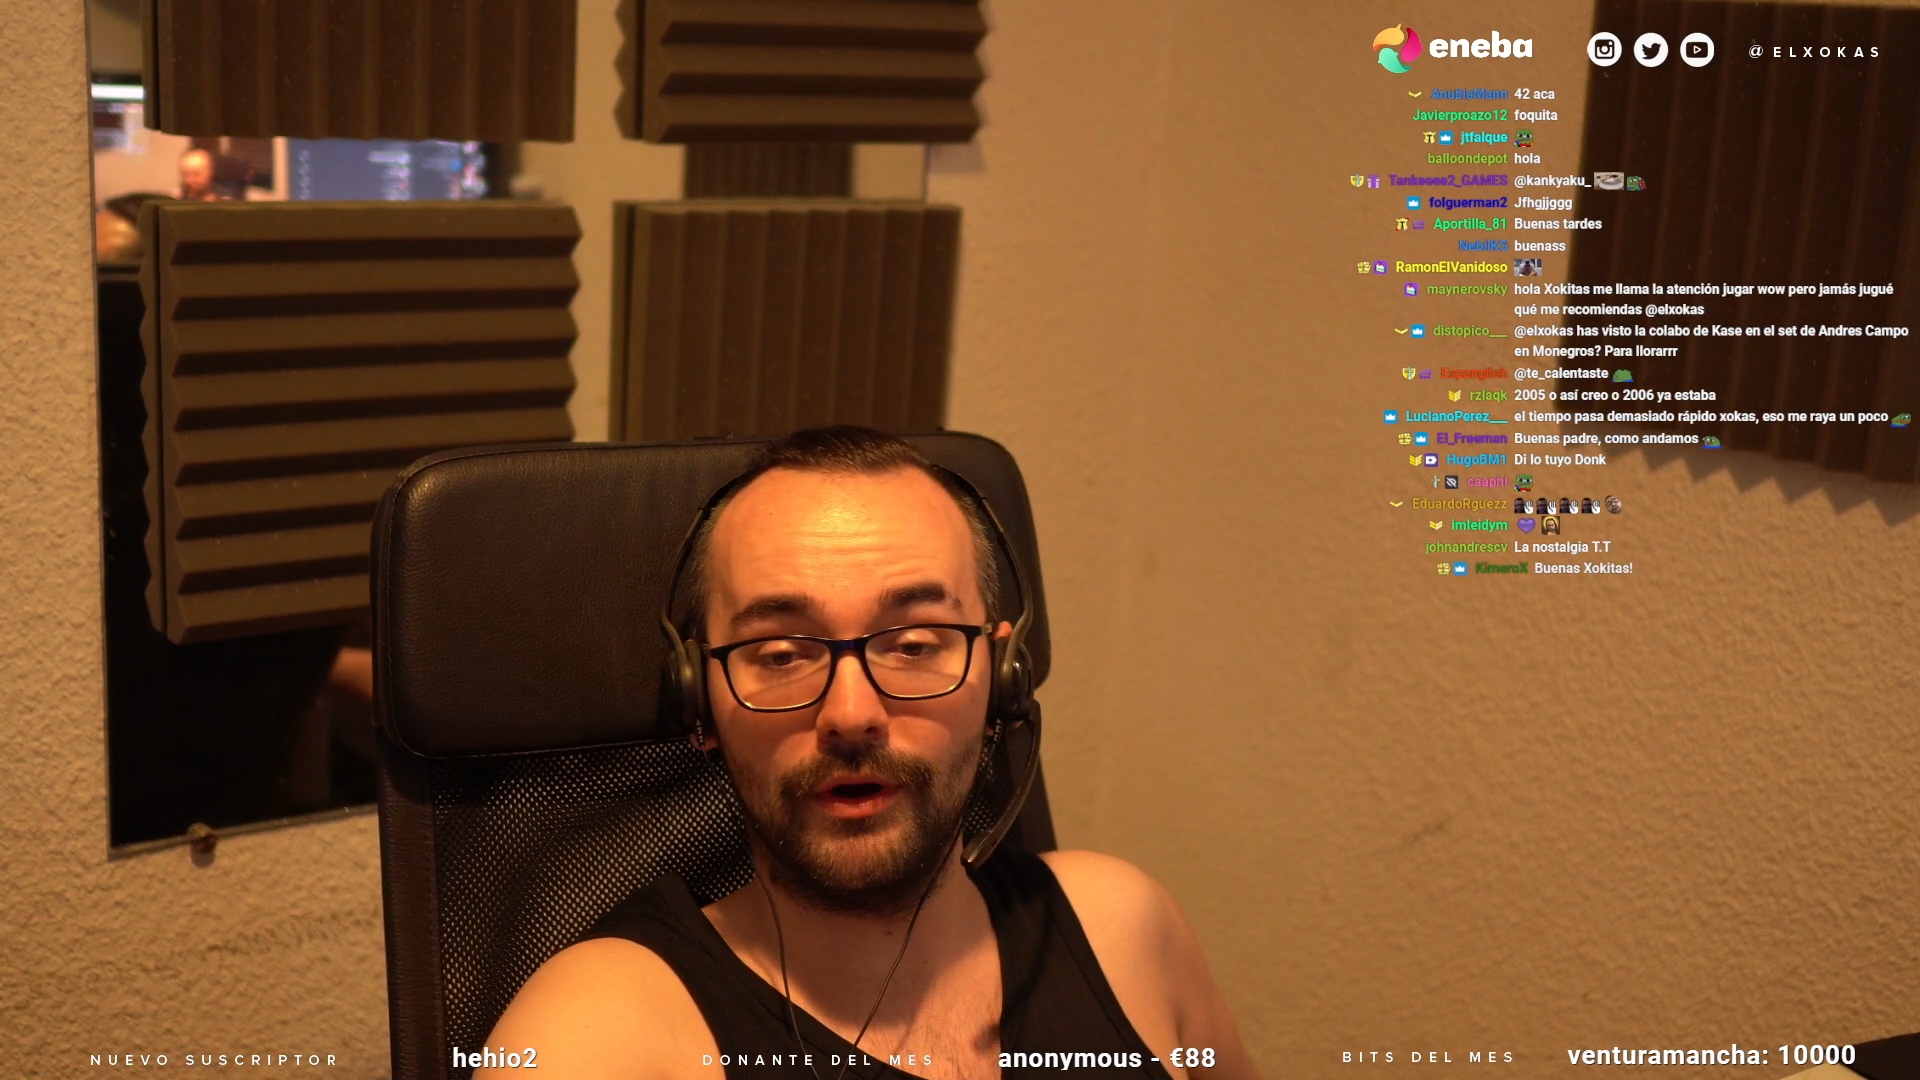 eneba
@ELXOKAS
AnubisMann 42 aca
Javierproazo12 foquita
jtfalque
balloondepot hola
Tankeeee2_GAMES @kankyaku_
folguerman2 Jfhgjjggg
Aportilla_81 Buenas tardes
NebilKS buenass
RamonElVanidoso
maynerovsky hola Xokitas me llama la atención jugar wow pero jamás jugué
qué me recomiendas @elxokas
distopico___ @elxokas has visto la colabo de Kase en el set de Andres Campo
en Monegros? Para llorarrr
Espanglish @te_calentaste
rzlaqk 2005 o así creo o 2006 ya estaba
LucianoPerez___ el tiempo pasa demasiado rápido xokas, eso me raya un poco
El_Freeman Buenas padre, como andamos
HugoBM1 Di lo tuyo Donk
caaphi
EduardoRguezz
imleidym
johnandrescv La nostalgia T.T
KimeroX Buenas Xokitas!
NUEVO SUSCRIPTOR hehio2 DONANTE DEL MES anonymous - €88 BITS DEL MES venturamancha: 10000